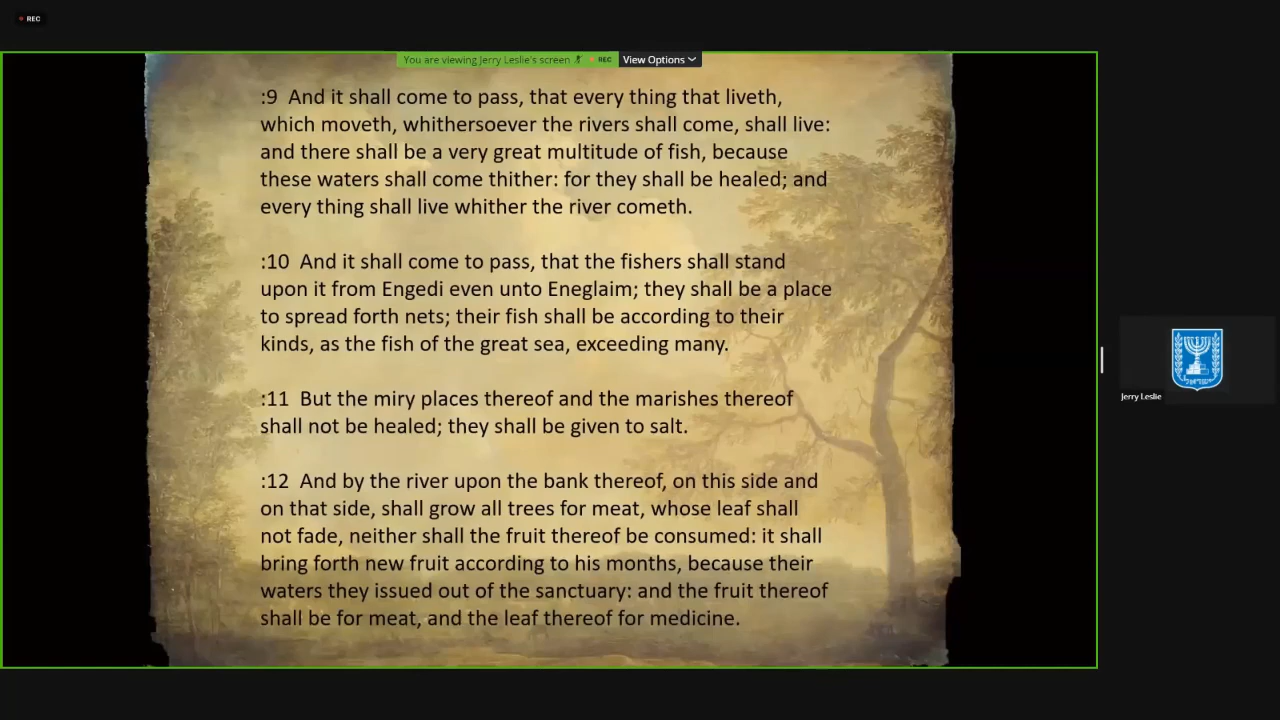 REC
You are viewing Jerry Leslie's screen REC View Options
:9 And it shall come to pass, that every thing that liveth,
which moveth, whithersoever the rivers shall come, shall live:
and there shall be a very great multitude of fish, because
these waters shall come thither: for they shall be healed; and
every thing shall live whither the river cometh.
:10 And it shall come to pass, that the fishers shall stand
upon it from Engedi even unto Eneglaim; they shall be a place
to spread forth nets; their fish shall be according to their
kinds, as the fish of the great sea, exceeding many.
:11 But the miry places thereof and the marishes thereof
shall not be healed; they shall be given to salt.
:12 And by the river upon the bank thereof, on this side and
on that side, shall grow all trees for meat, whose leaf shall
not fade, neither shall the fruit thereof be consumed: it shall
bring forth new fruit according to his months, because their
waters they issued out of the sanctuary: and the fruit thereof
shall be for meat, and the leaf thereof for medicine.
ישראל
Jerry Leslie